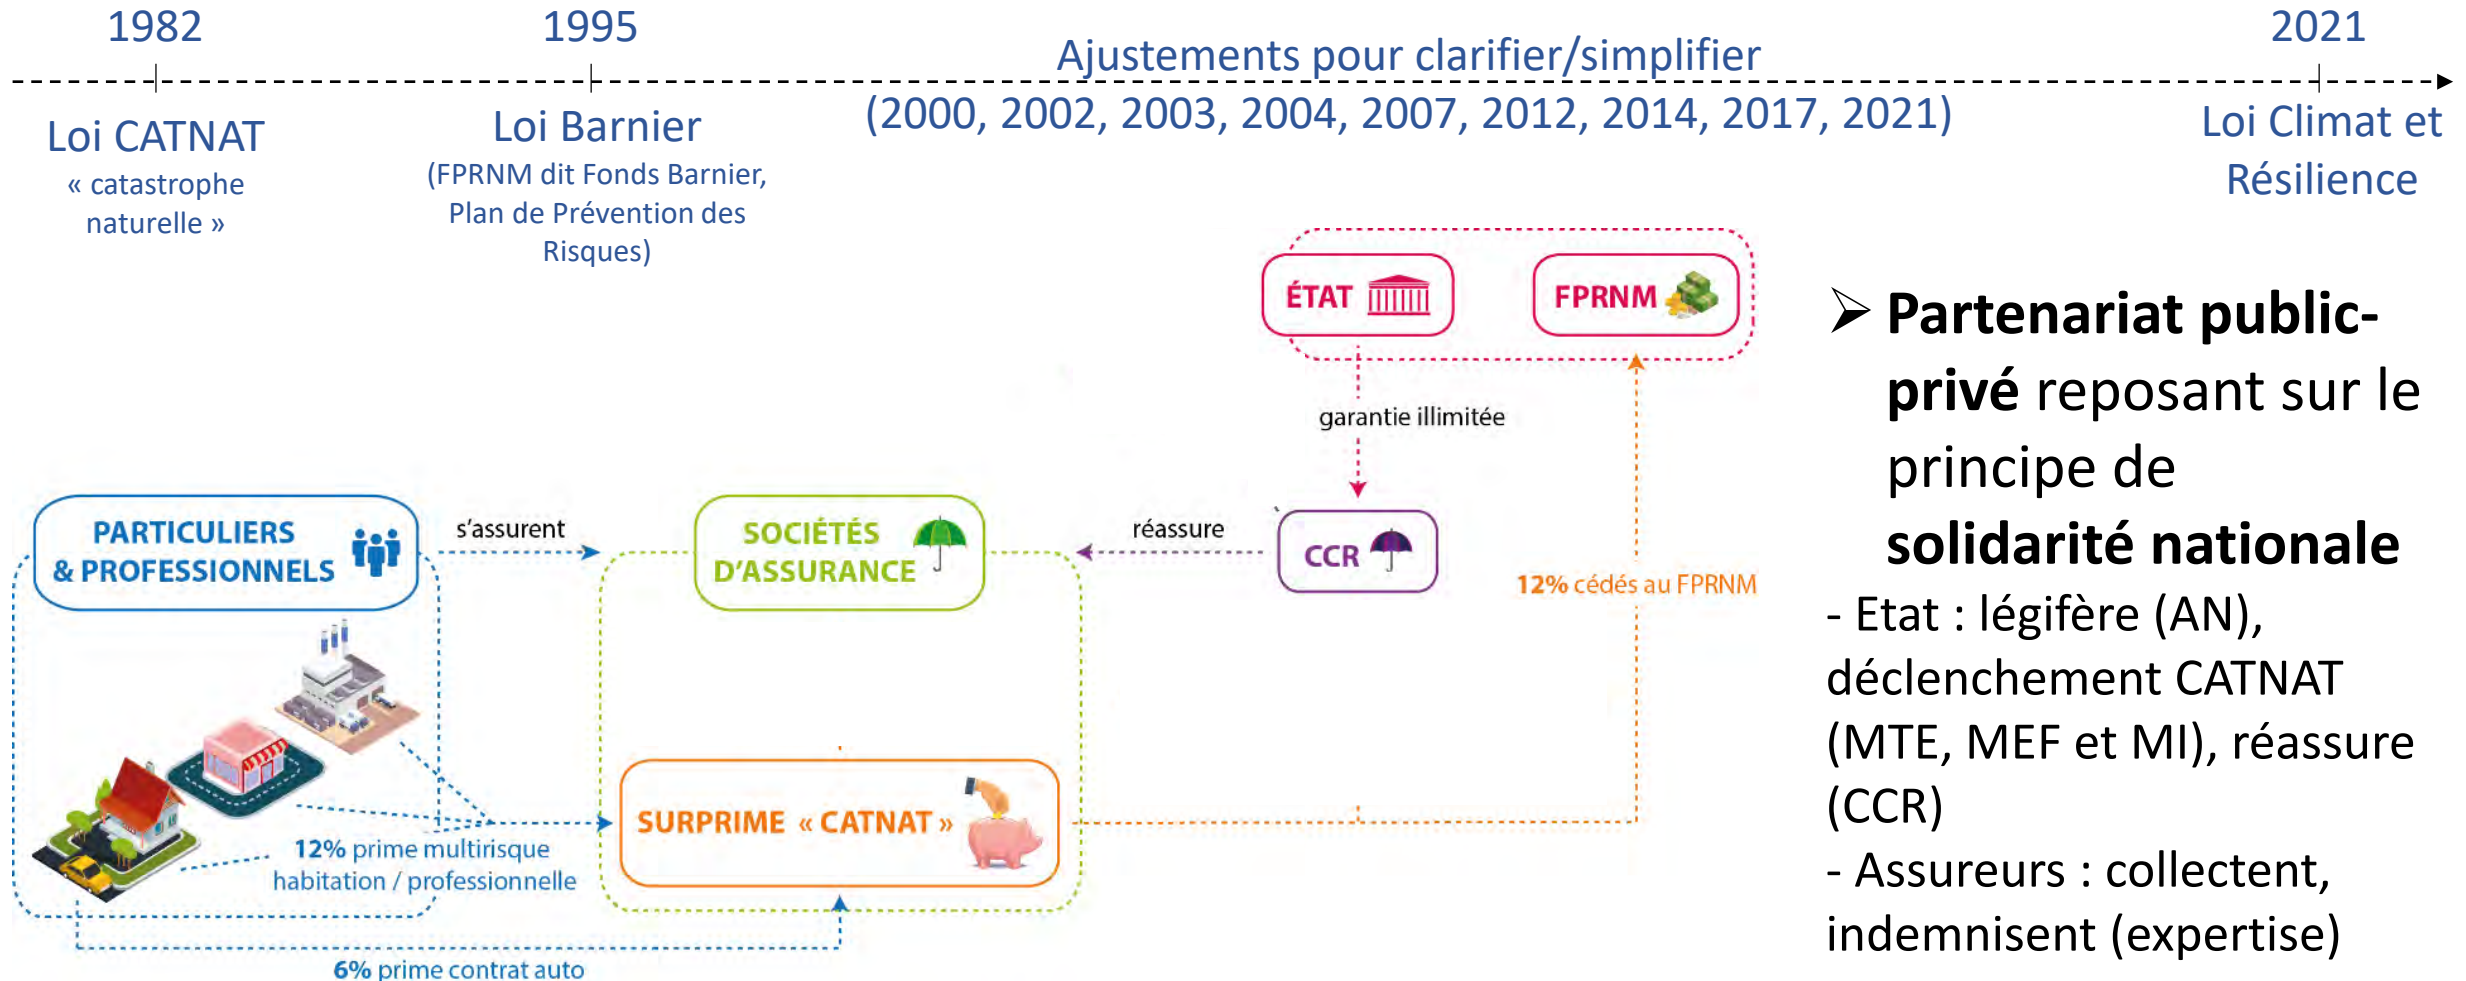 1982
1995
Ajustements pour clarifier/simplifier
2021
Loi CATNAT
« catastrophe
naturelle »
Loi Barnier
(FPRNM dit Fonds Barnier,
Plan de Prévention des
Risques)
(2000, 2002, 2003, 2004, 2007, 2012, 2014, 2017, 2021)
Loi Climat et
Résilience
ÉTAT
FPRNM
garantie illimitée
PARTICULIERS
& PROFESSIONNELS
s'assurent
SOCIÉTÉS
D'ASSURANCE
réassure
CCR
12% cédés au FPRNM
SURPRIME « CATNAT »
12% prime multirisque
habitation / professionnelle
6% prime contrat auto
➢ Partenariat public-
privé reposant sur le
principe de
solidarité nationale
- Etat : légifère (AN),
déclenchement CATNAT
(MTE, MEF et MI), réassure
(CCR)
- Assureurs : collectent,
indemnisent (expertise)